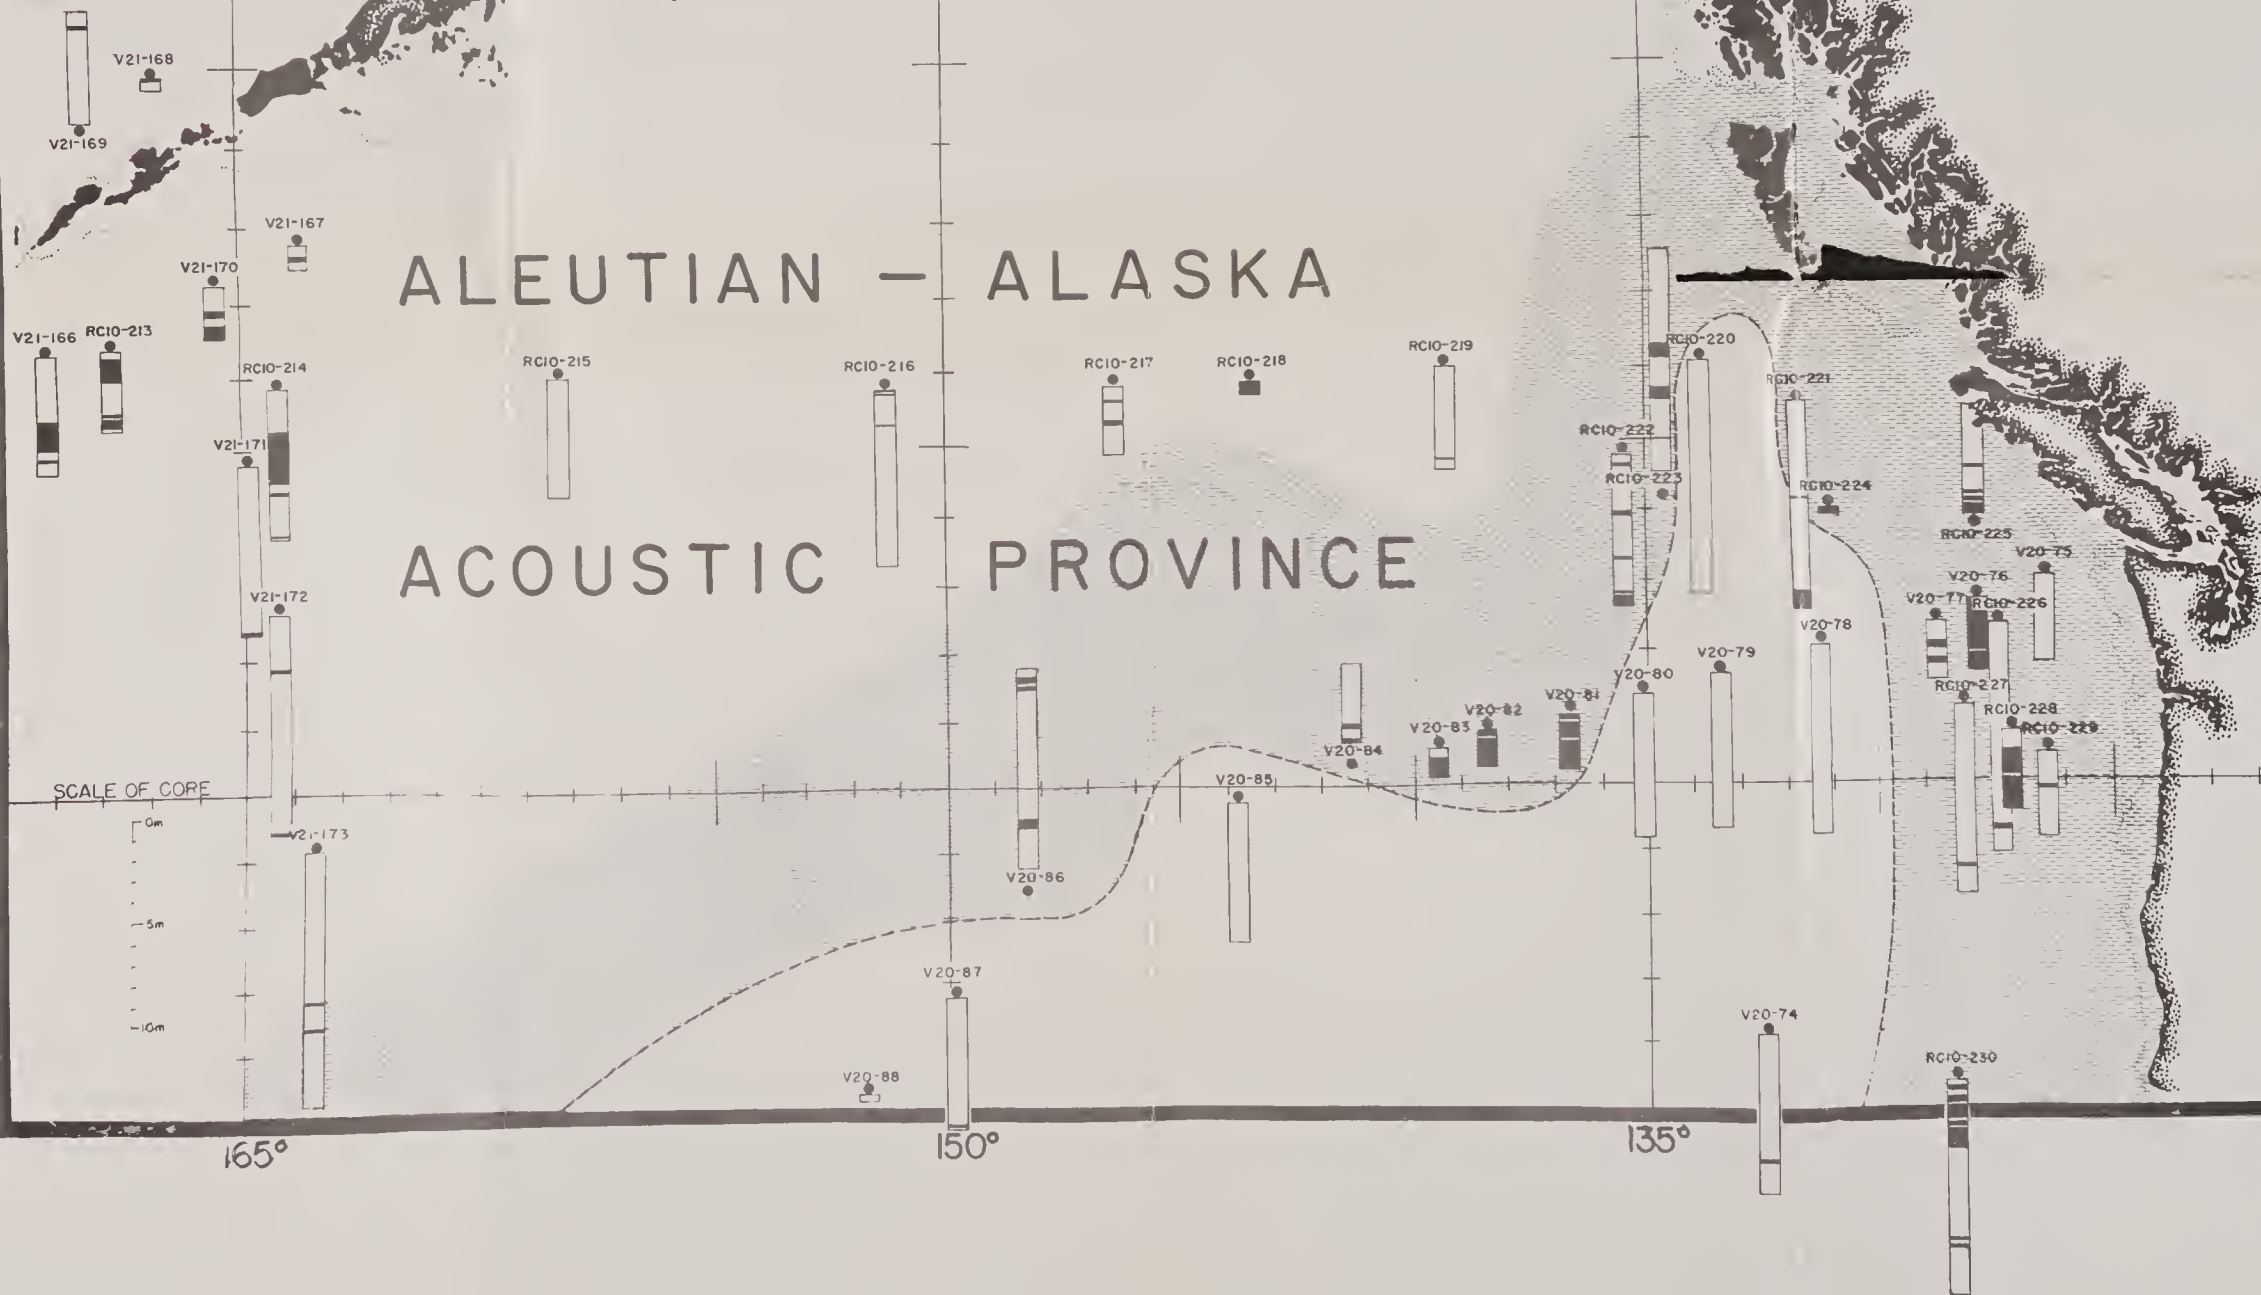 V21-168
V21-169
V21-167
V21-170
ALEUTIAN – ALASKA
V21-166
RC10-213
RC10-214
RC10-215
RC10-216
RC10-217
RC10-218
RC10-219
RC10-220
RC10-221
V21-171
RC10-222
RC10-223
RC10-224
RC10-225
ACOUSTIC PROVINCE
V20-75
V20-76
V21-172
V20-77
RC10-226
V20-78
V20-79
V20-80
RC10-227
V20-81
V20-82
RC10-228
V20-83
RC10-229
V20-84
V20-85
SCALE OF CORE
0m
V21-173
V20-86
5m
V20-87
10m
V20-74
RC10-230
V20-88
165° 150° 135°